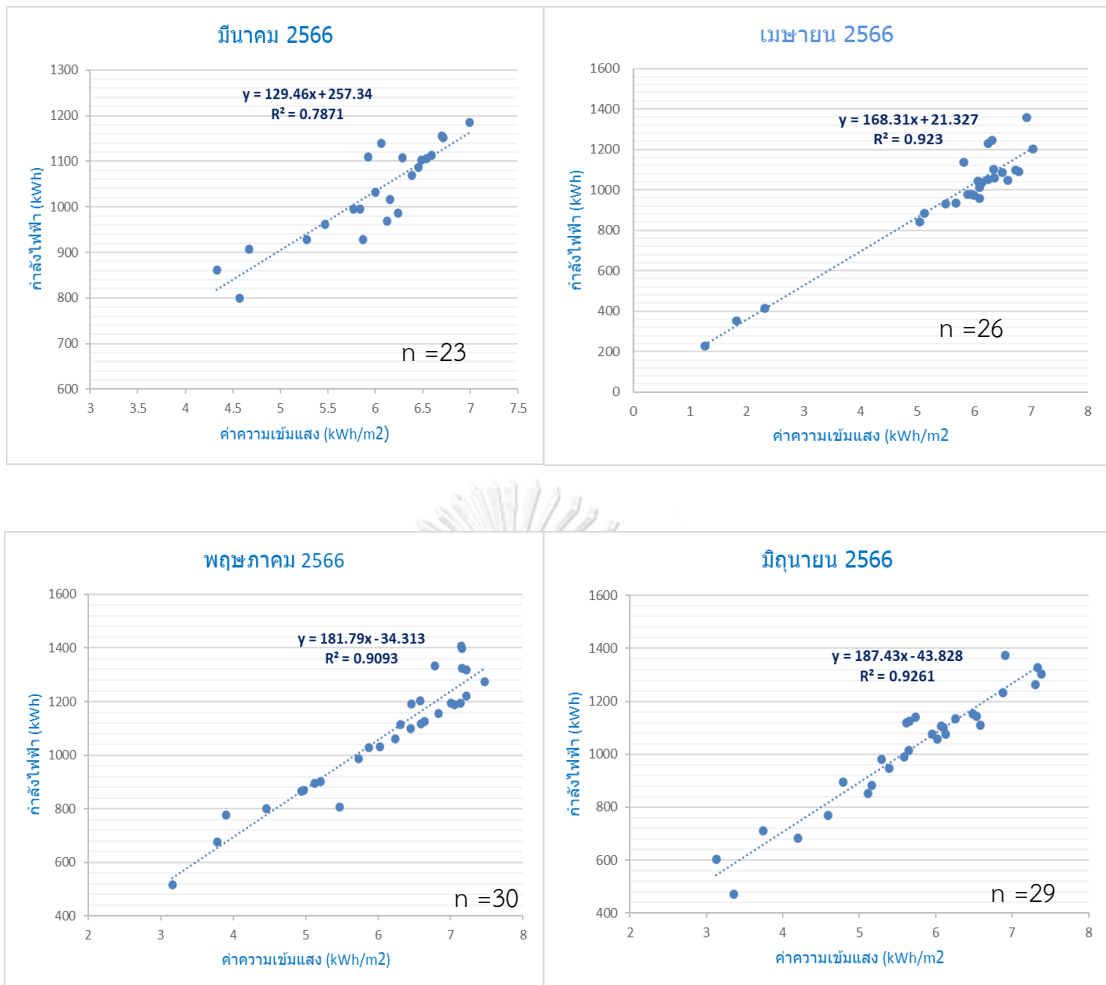 มีนาคม 2566
y = 129.46x + 257.34
R² = 0.7871
1300
1200
1100
1000
900
800
700
600
กำลังไฟฟ้า (kWh)
n =23
3 3.5 4 4.5 5 5.5 6 6.5 7 7.5
ค่าความเข้มแสง (kWh/m2)
เมษายน 2566
y = 168.31x + 21.327
R² = 0.923
1600
1400
1200
1000
800
600
400
200
0
กำลังไฟฟ้า (kWh)
n =26
0 1 2 3 4 5 6 7 8
ค่าความเข้มแสง (kWh/m2
พฤษภาคม 2566
y = 181.79x - 34.313
R² = 0.9093
1600
1400
1200
1000
800
600
400
กำลังไฟฟ้า (kWh)
n =30
2 3 4 5 6 7 8
ค่าความเข้มแสง (kWh/m2)
มิถุนายน 2566
y = 187.43x - 43.828
R² = 0.9261
1600
1400
1200
1000
800
600
400
กำลังไฟฟ้า (kWh)
n =29
2 3 4 5 6 7 8
ค่าความเข้มแสง (kWh/m2